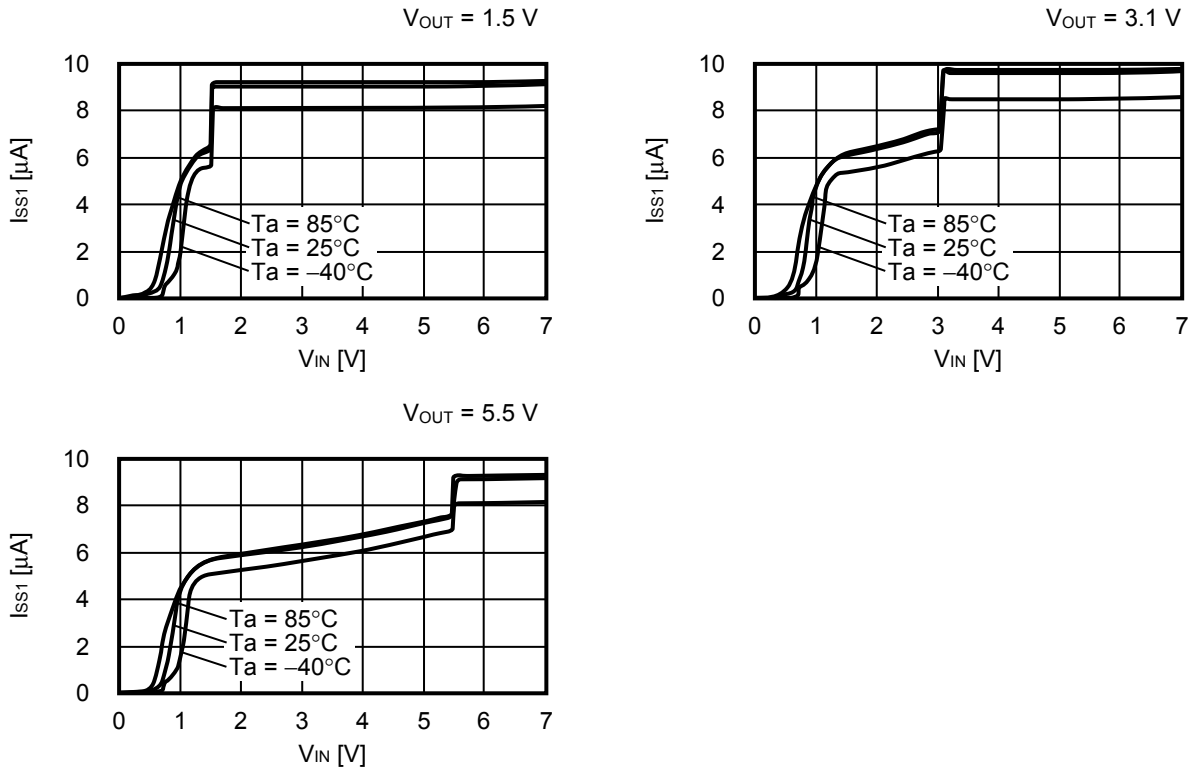 V_OUT = 1.5 V
10
8
6
4
2
0
ISS1 [µA]
Ta = 85°C
Ta = 25°C
Ta = −40°C
0 1 2 3 4 5 6 7
VIN [V]
V_OUT = 3.1 V
10
8
6
4
2
0
ISS1 [µA]
Ta = 85°C
Ta = 25°C
Ta = −40°C
0 1 2 3 4 5 6 7
VIN [V]
V_OUT = 5.5 V
10
8
6
4
2
0
ISS1 [µA]
Ta = 85°C
Ta = 25°C
Ta = −40°C
0 1 2 3 4 5 6 7
VIN [V]